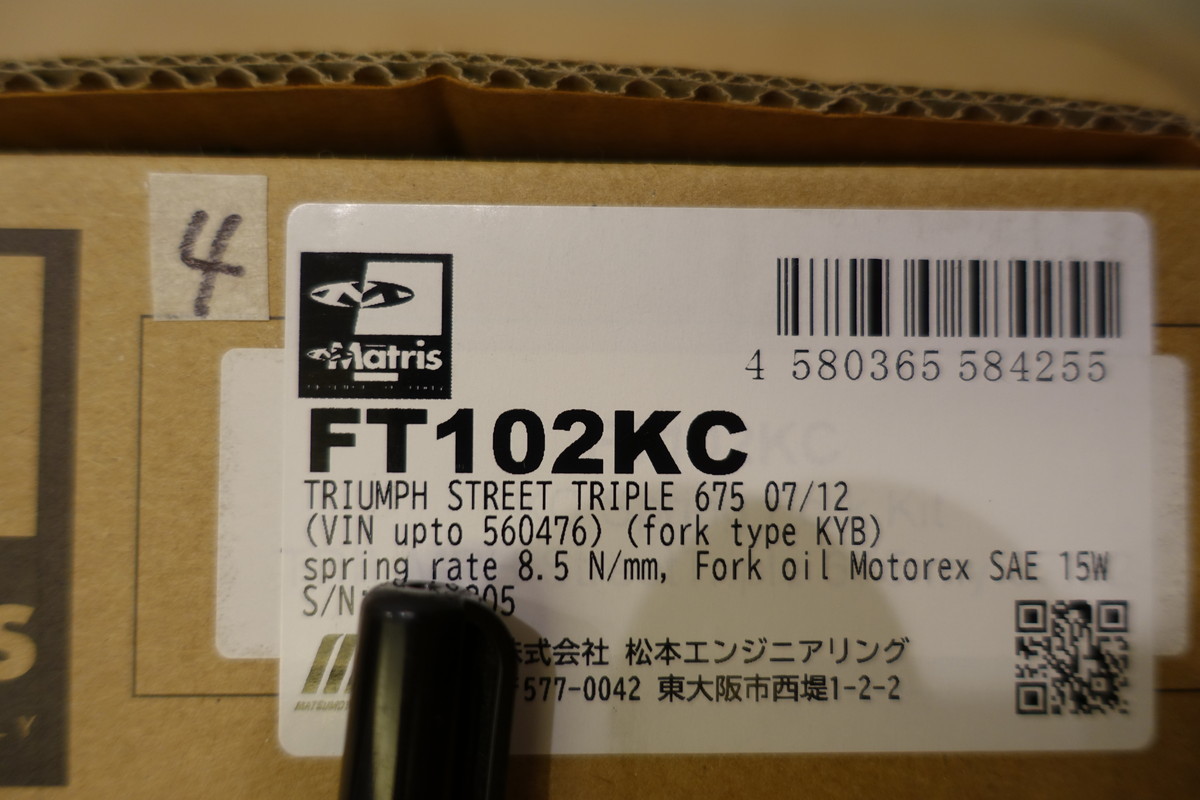 4
Matris
4 580365 584255
FT102KC
TRIUMPH STREET TRIPLE 675 07/12
(VIN upto 560476) (fork type KYB)
spring rate 8.5 N/mm, Fork oil Motorex SAE 15W
S/N
式会社 松本エンジニアリング
577-0042 東大阪市西堤1-2-2
S